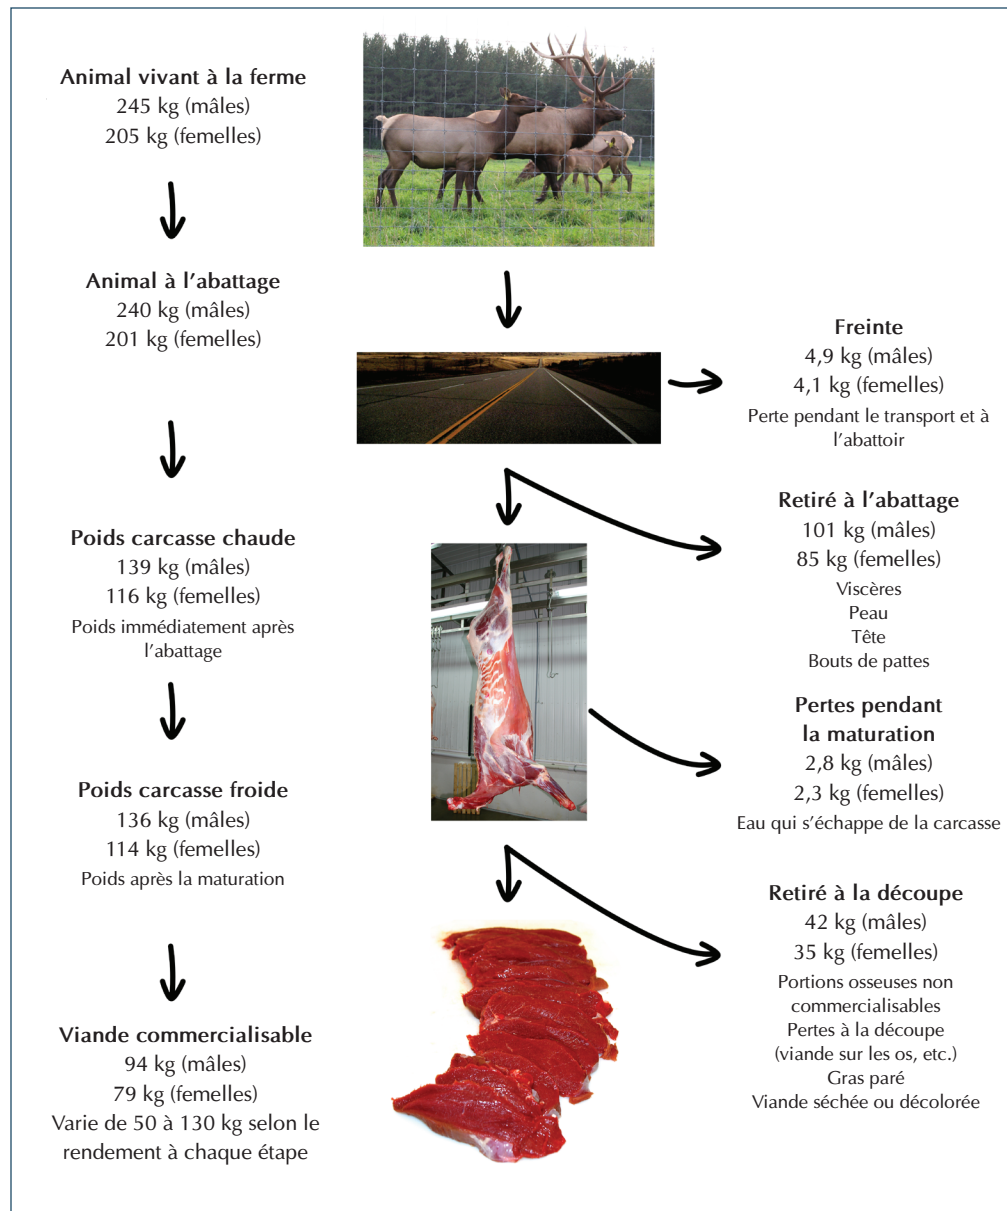 Animal vivant à la ferme
245 kg (mâles)
205 kg (femelles)
Animal à l'abattage
240 kg (mâles)
201 kg (femelles)
Freinte
4,9 kg (mâles)
4,1 kg (femelles)
Perte pendant le transport et à
l'abattoir
Poids carcasse chaude
139 kg (mâles)
116 kg (femelles)
Poids immédiatement après
l'abattage
Retiré à l'abattage
101 kg (mâles)
85 kg (femelles)
Viscères
Peau
Tête
Bouts de pattes
Pertes pendant
la maturation
2,8 kg (mâles)
2,3 kg (femelles)
Eau qui s'échappe de la carcasse
Poids carcasse froide
136 kg (mâles)
114 kg (femelles)
Poids après la maturation
Retiré à la découpe
42 kg (mâles)
35 kg (femelles)
Portions osseuses non
commercialisables
Pertes à la découpe
(viande sur les os, etc.)
Gras paré
Viande séchée ou décolorée
Viande commercialisable
94 kg (mâles)
79 kg (femelles)
Varie de 50 à 130 kg selon le
rendement à chaque étape